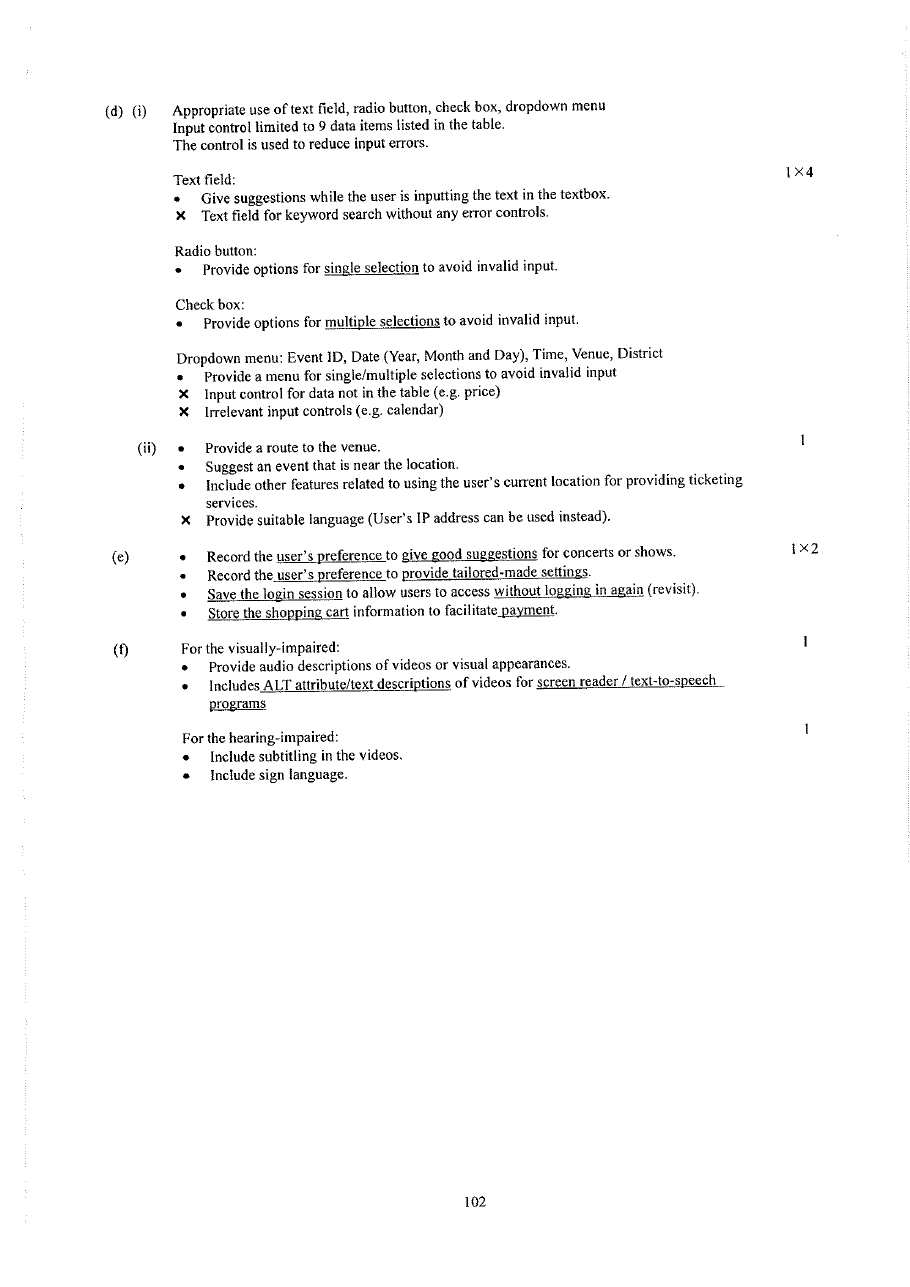 (d) (i) Appropriate use of text field, radio button, check box, dropdown menu
Input control limited to 9 data items listed in the table.
The control is used to reduce input errors.
Text field: 1×4
• Give suggestions while the user is inputting the text in the textbox.
× Text field for keyword search without any error controls.
Radio button:
• Provide options for single selection to avoid invalid input.
Check box:
• Provide options for multiple selections to avoid invalid input.
Dropdown menu: Event ID, Date (Year, Month and Day), Time, Venue, District
• Provide a menu for single/multiple selections to avoid invalid input
× Input control for data not in the table (e.g. price)
× Irrelevant input controls (e.g. calendar)
(ii) • Provide a route to the venue. 1
• Suggest an event that is near the location.
• Include other features related to using the user's current location for providing ticketing
services.
× Provide suitable language (User's IP address can be used instead).
(e) • Record the user's preference to give good suggestions for concerts or shows. 1×2
• Record the user's preference to provide tailored-made settings.
• Save the login session to allow users to access without logging in again (revisit).
• Store the shopping cart information to facilitate payment.
(f) For the visually-impaired: 1
• Provide audio descriptions of videos or visual appearances.
• Includes ALT attribute/text descriptions of videos for screen reader / text-to-speech
programs
For the hearing-impaired: 1
• Include subtitling in the videos.
• Include sign language.
102